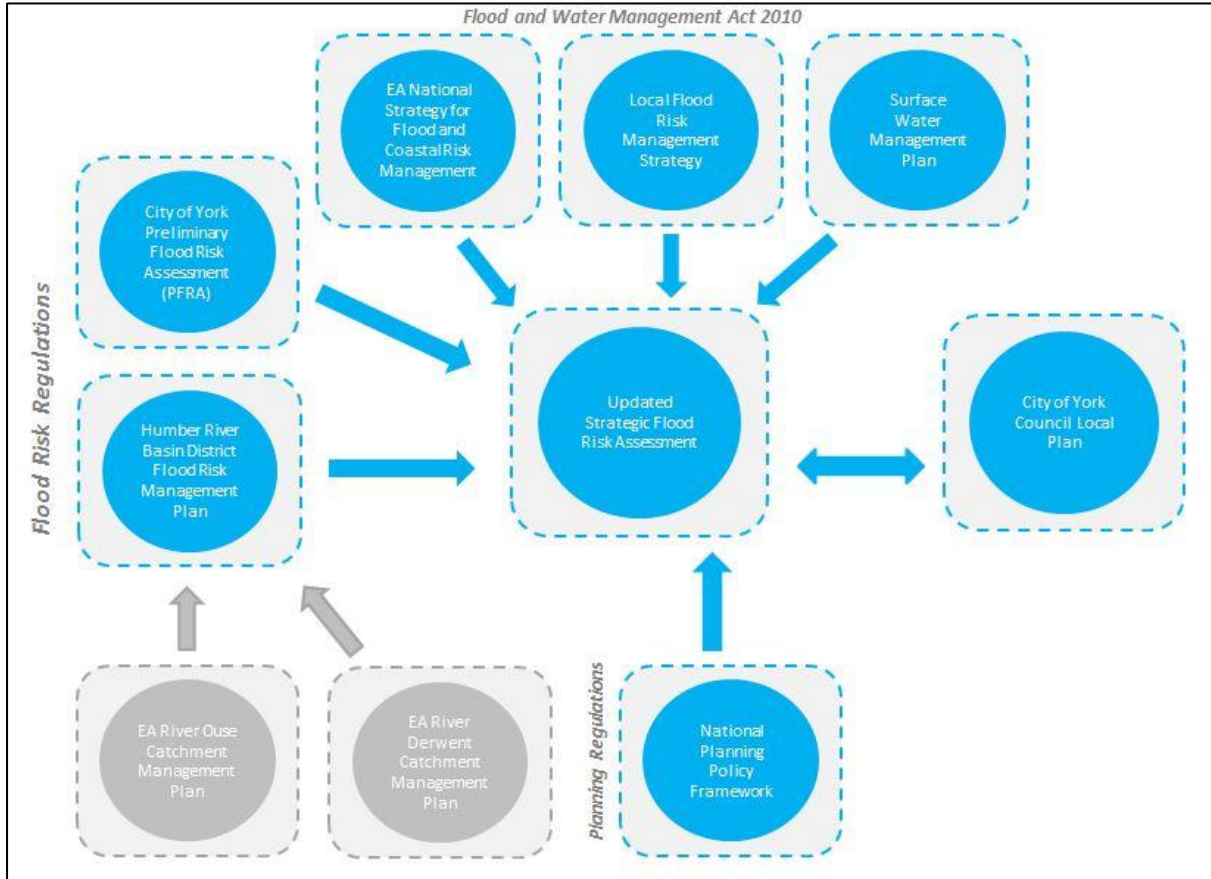 Flood and Water Management Act 2010
EA National
Strategy for
Flood and
Coastal Risk
Management
Local Flood
Risk
Management
Strategy
Surface
Water
Management
Plan
City of York
Preliminary
Flood Risk
Assessment
(PFRA)
Flood Risk Regulations
Humber River
Basin District
Flood Risk
Management
Plan
Updated
Strategic Flood
Risk Assessment
City of York
Council Local
Plan
EA River Ouse
Catchment
Management
Plan
EA River
Derwent
Catchment
Management
Plan
Planning Regulations
National
Planning
Policy
Framework